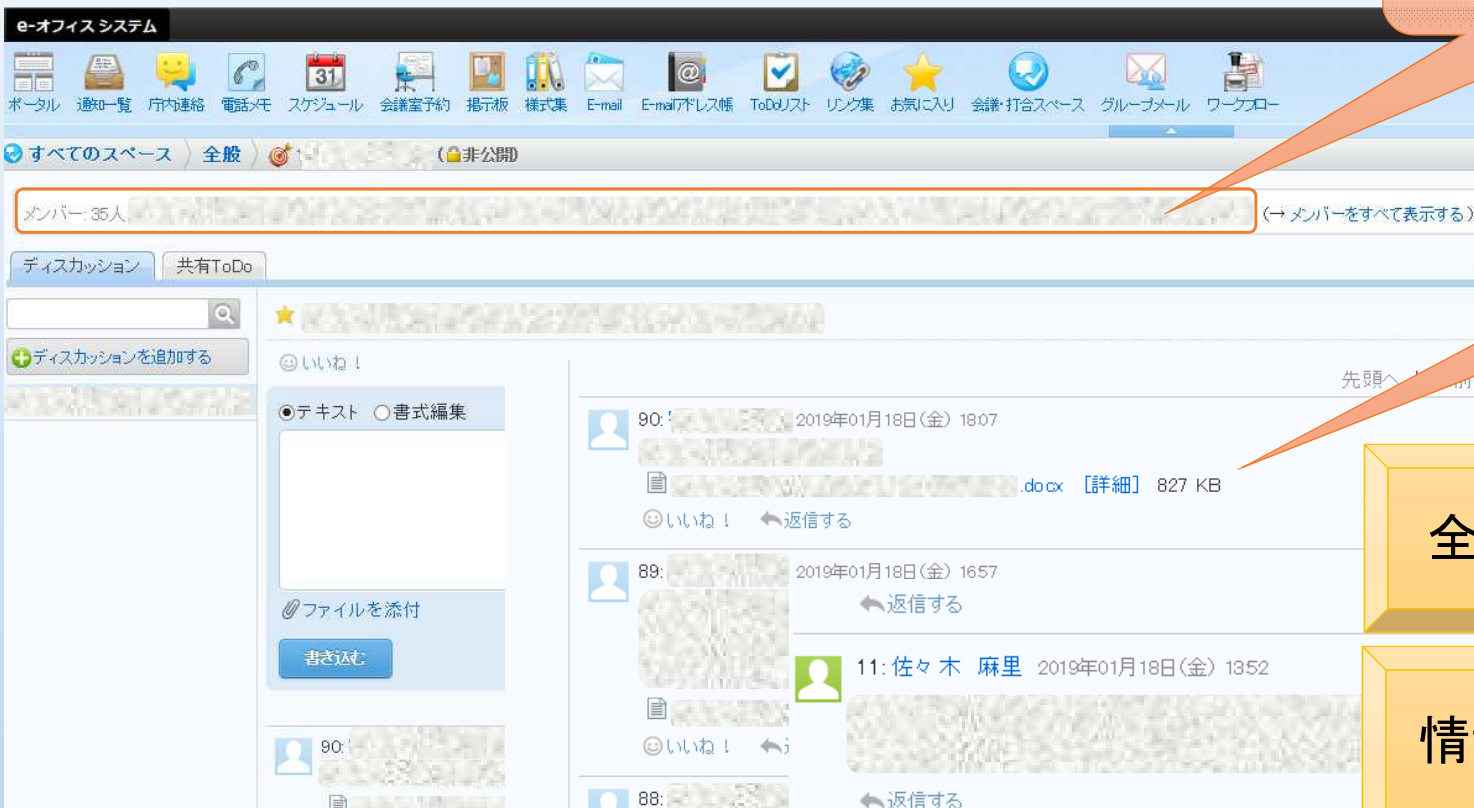 e-オフィス システム
ポータル 通知一覧 庁内連絡 電話メモ スケジュール 会議室予約 掲示板 様式集 E-mail E-mailアドレス帳 ToDoリスト リンク集 お気に入り 会議・打合スペース グループメール ワークフロー
31
すべてのスペース 全般 (非公開)
メンバー: 35人 (→ メンバーをすべて表示する)
ディスカッション 共有ToDo
ディスカッションを追加する
いいね！
先頭へ 前
テキスト 書式編集
90: 2019年01月18日(金) 18:07
.docx [詳細] 827 KB
いいね！ 返信する
全
89: 2019年01月18日(金) 16:57
返信する
ファイルを添付
書き込む
11: 佐々木 麻里 2019年01月18日(金) 13:52
情
いいね！
90:
88:
返信する